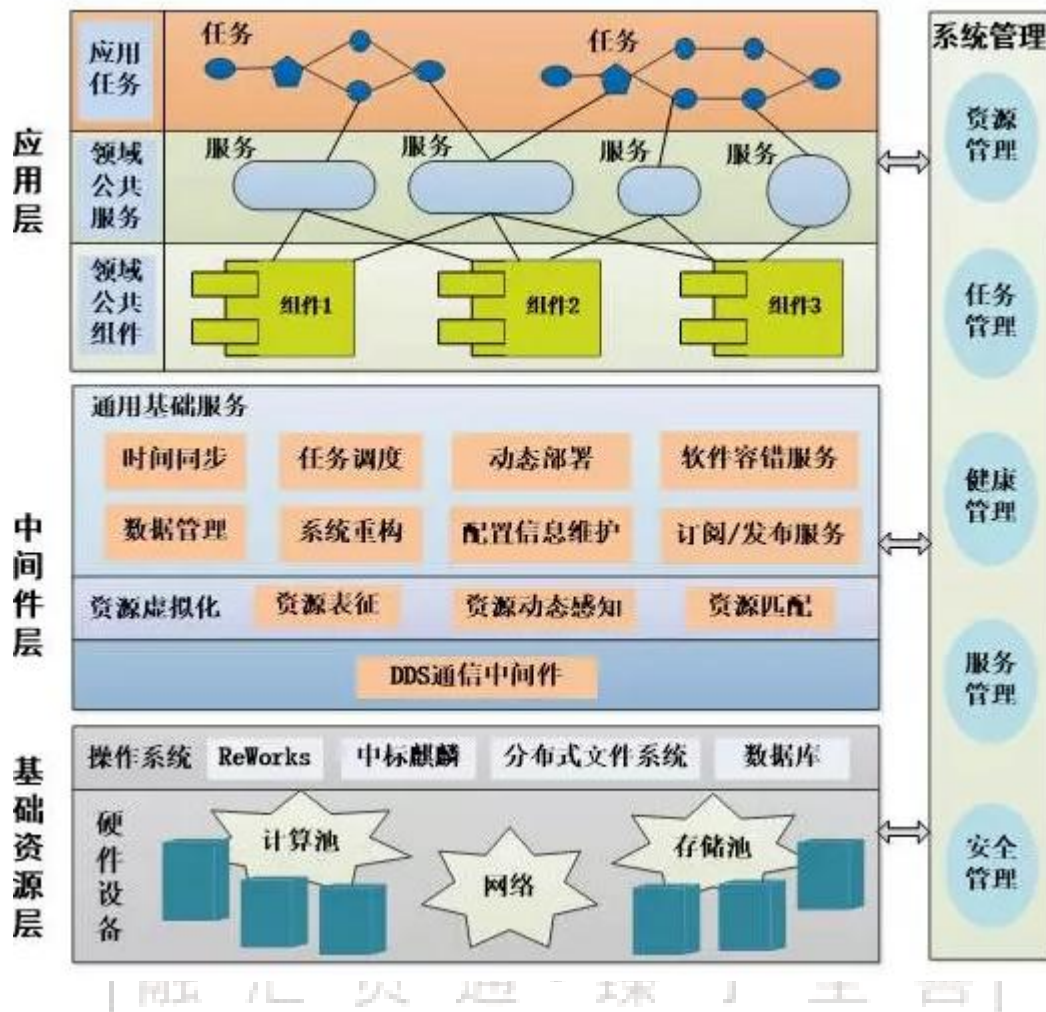 系统管理
资源
管理
任务
管理
健康
管理
服务
管理
安全
管理
应用层
应用
任务
任务
任务
领域
公共
服务
服务
服务
服务
服务
领域
公共
组件
组件1
组件2
组件3
中间件层
通用基础服务
时间同步
任务调度
动态部署
软件容错服务
数据管理
系统重构
配置信息维护
订阅/发布服务
资源虚拟化
资源表征
资源动态感知
资源匹配
DDS通信中间件
基础资源层
操作系统
ReWorks
中标麒麟
分布式文件系统
数据库
硬件设备
计算池
网络
存储池